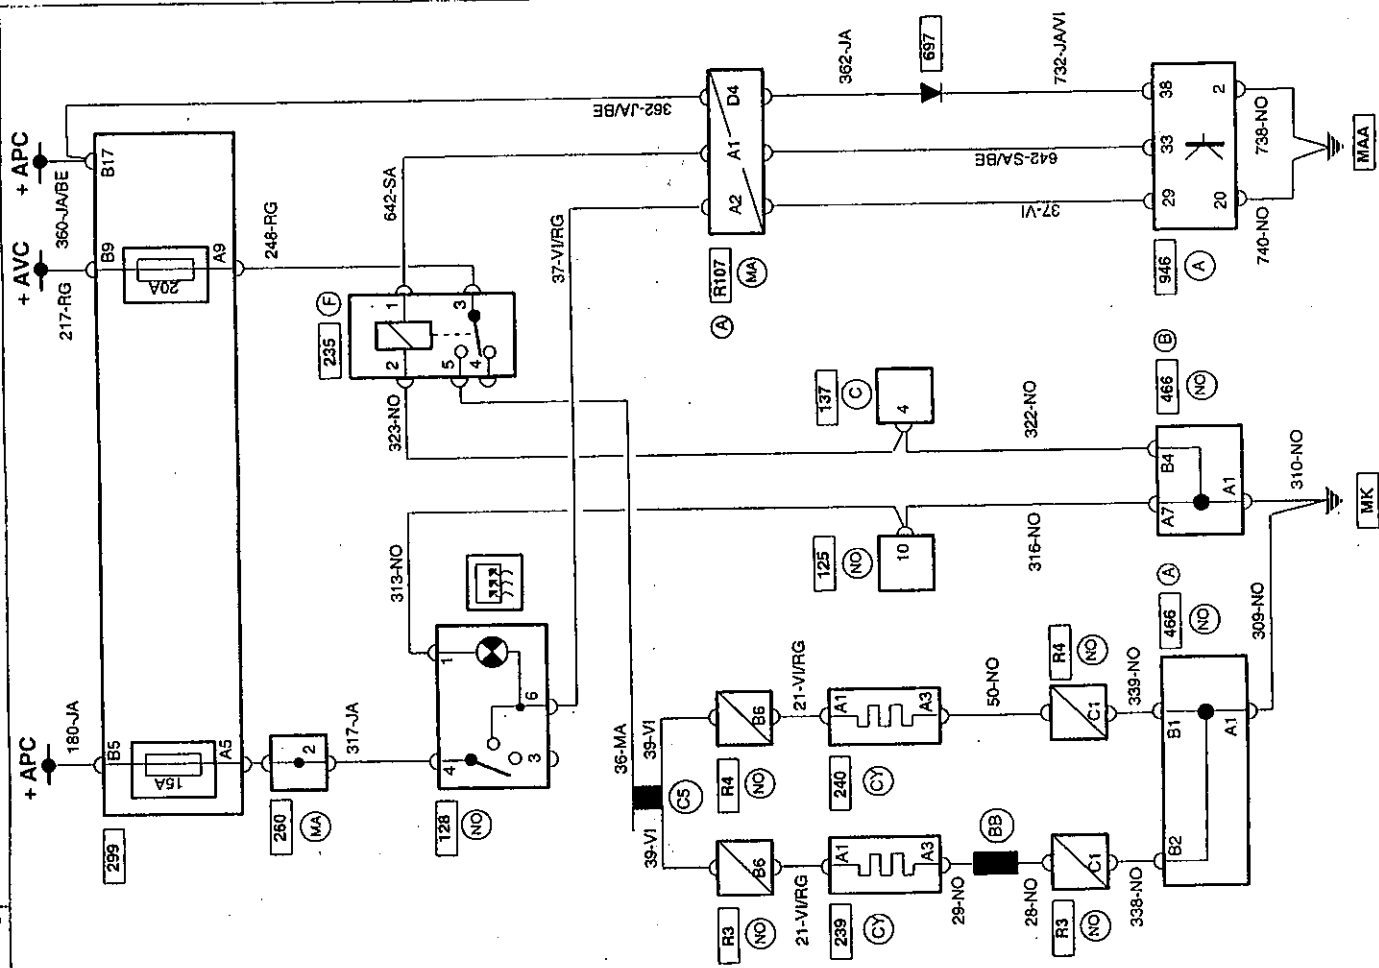 + APC
+ AVC
+ APC
180-JA
217-RG
360-JA/BE
B5
B9
B17
15A
20A
A5
A9
299
260
MA
2
317-JA
248-RG
642-SA
362-JA/BE
313-NO
323-NO
235
F
1
2
3
4
5
37-VI/RG
128
NO
1
4
6
3
36-MA
39-VI
39-VI
C5
R107
MA
A
A2
A1
D4
362-JA
697
732-JA/VI
642-SA/BE
37-VI
137
C
4
125
NO
10
322-NO
316-NO
R3
NO
B6
R4
NO
B6
21-VI/RG
21-VI/RG
239
CY
A1
A3
240
CY
A1
A3
29-NO
BB
28-NO
50-NO
R3
NO
C1
R4
NO
C1
338-NO
339-NO
466
A
NO
B2
B1
A1
466
B
NO
A7
B4
A1
946
A
29
33
38
20
2
309-NO
310-NO
740-NO
738-NO
MK
MAA